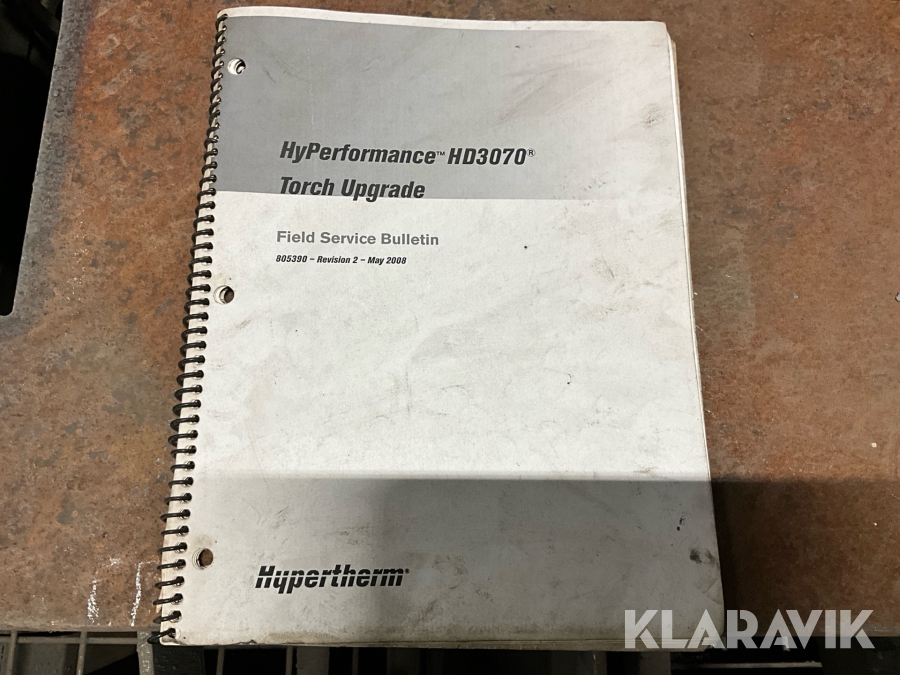 HyPerformance™ HD3070®
Torch Upgrade
Field Service Bulletin
805390 – Revision 2 – May 2008
Hypertherm®
KLARAVIK